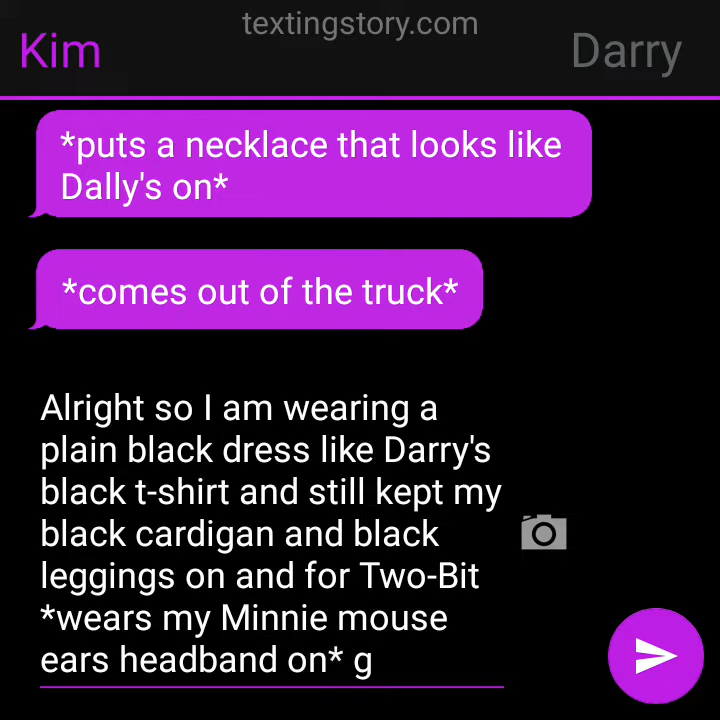 textingstory.com
Kim
Darry
*puts a necklace that looks like
Dally's on*
*comes out of the truck*
Alright so I am wearing a
plain black dress like Darry's
black t-shirt and still kept my
black cardigan and black
leggings on and for Two-Bit
*wears my Minnie mouse
ears headband on* g